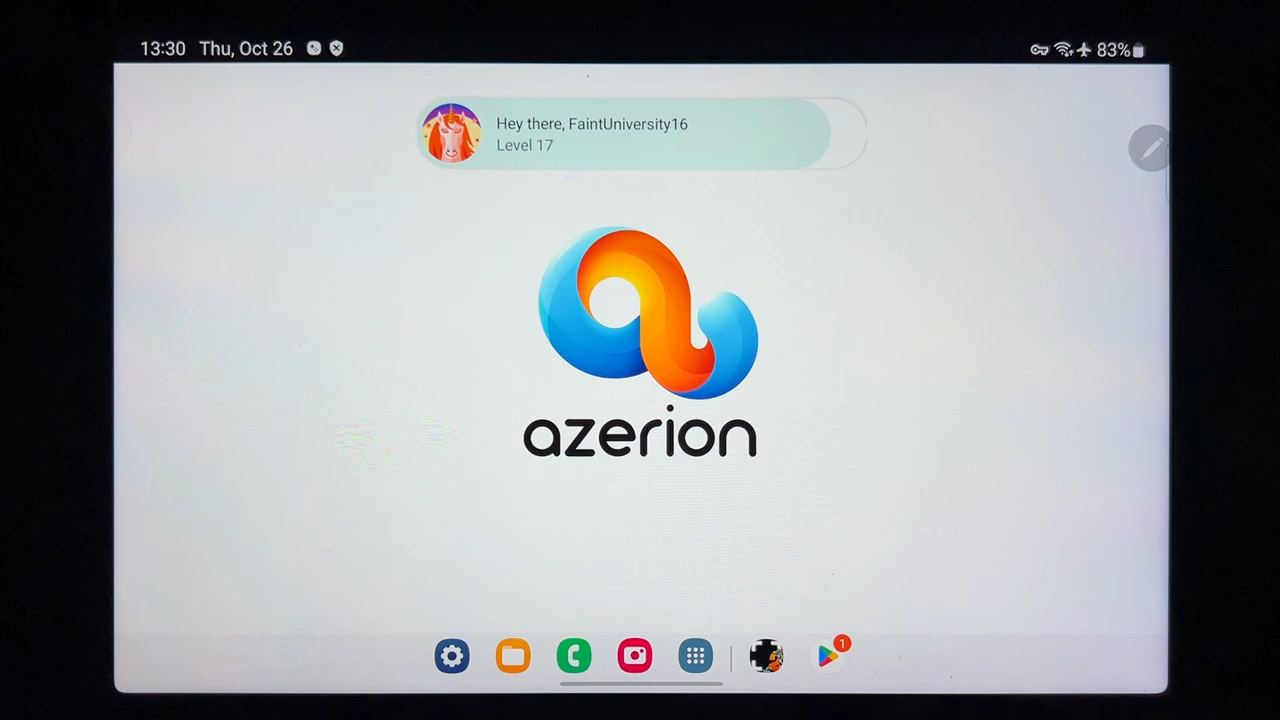 13:30 Thu, Oct 26
83%
Hey there, FaintUniversity16
Level 17
azerion
1